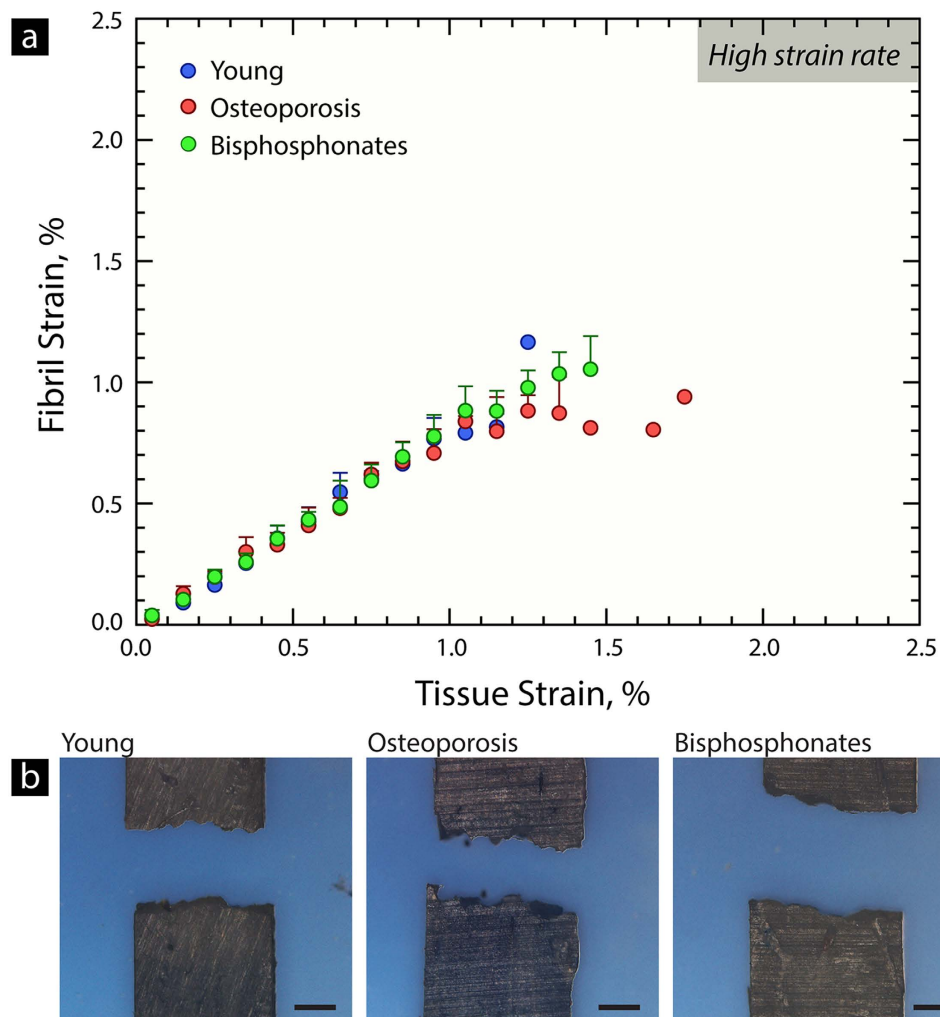 a
High strain rate
Young
Osteoporosis
Bisphosphonates
2.5
2.0
1.5
1.0
0.5
0.0
Fibril Strain, %
0.0 0.5 1.0 1.5 2.0 2.5
Tissue Strain, %
b
Young Osteoporosis Bisphosphonates